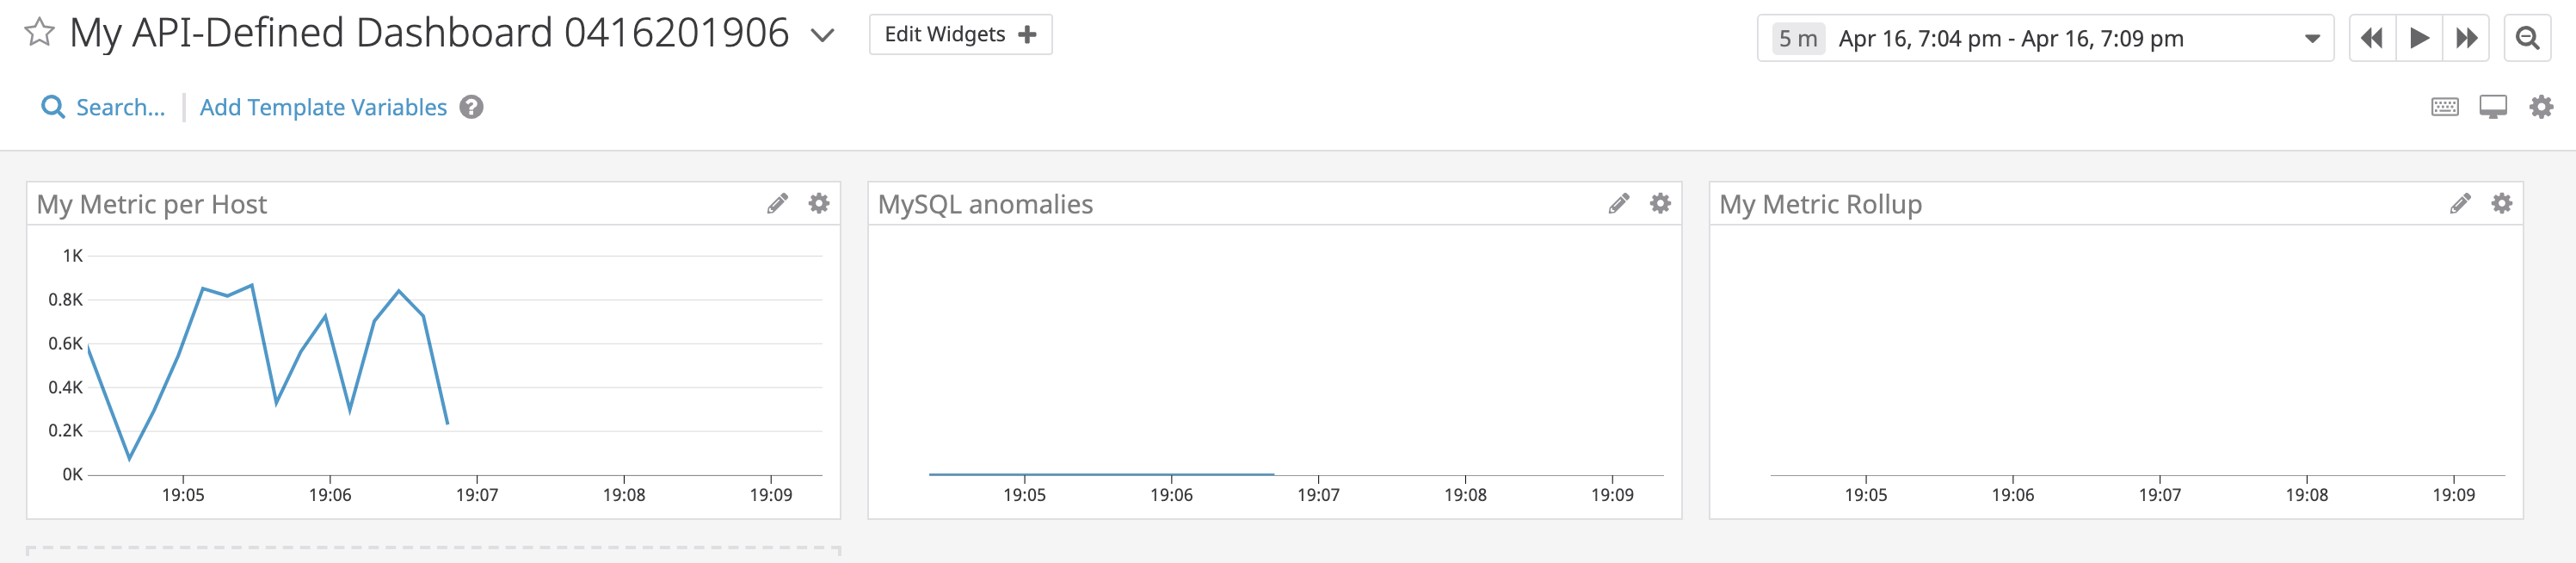 My API-Defined Dashboard 0416201906
Edit Widgets
5 m Apr 16, 7:04 pm - Apr 16, 7:09 pm
Search...
Add Template Variables ?
My Metric per Host
1K
0.8K
0.6K
0.4K
0.2K
0K
19:05 19:06 19:07 19:08 19:09
MySQL anomalies
19:05 19:06 19:07 19:08 19:09
My Metric Rollup
19:05 19:06 19:07 19:08 19:09